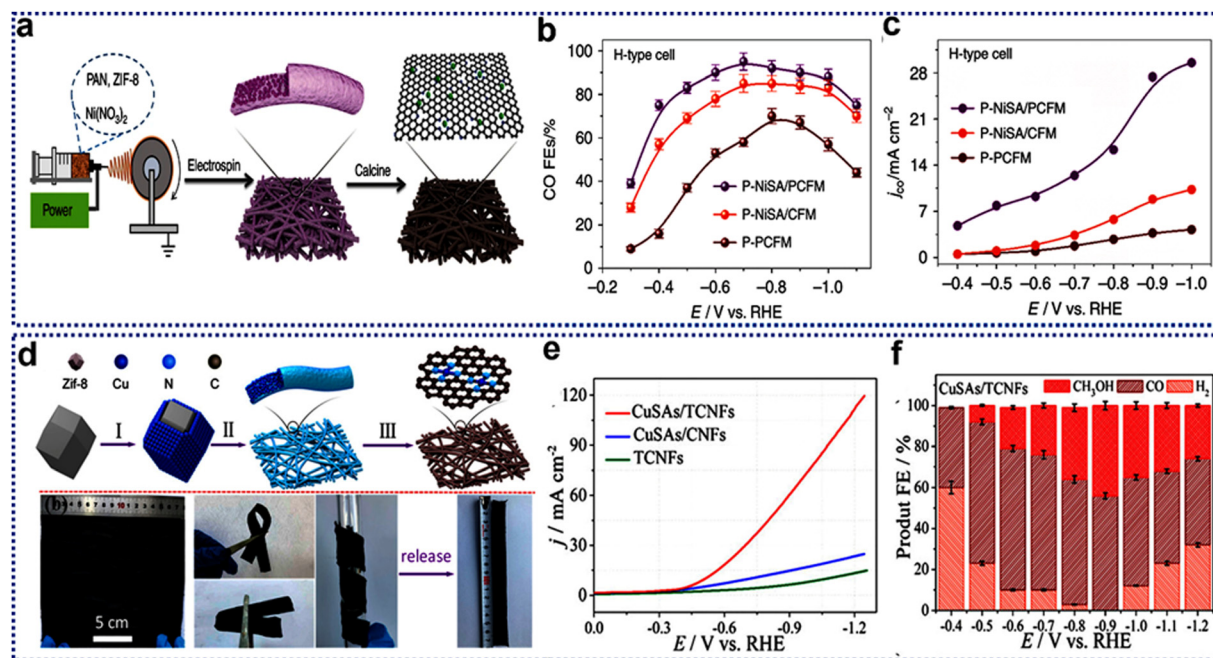 a
PAN, ZIF-8
Ni(NO₃)₂
Power
Electrospin
Calcine
b
H-type cell
CO FEs/%
100
80
60
40
20
0
P-NiSA/PCFM
P-NiSA/CFM
P-PCFM
−0.2 −0.4 −0.6 −0.8 −1.0
E / V vs. RHE
c
H-type cell
jco/mA cm⁻²
28
21
14
7
0
P-NiSA/PCFM
P-NiSA/CFM
P-PCFM
−0.4 −0.5 −0.6 −0.7 −0.8 −0.9 −1.0
E / V vs. RHE
d
Zif-8 Cu N C
I
II
III
(b)
5 cm
release
e
j / mA cm⁻²
120
90
60
30
0
CuSAs/TCNFs
CuSAs/CNFs
TCNFs
0.0 -0.3 -0.6 -0.9 -1.2
E / V vs. RHE
f
CuSAs/TCNFs CH₃OH CO H₂
Produt FE / %
100
80
60
40
20
0
-0.4 -0.5 -0.6 -0.7 -0.8 -0.9 -1.0 -1.1 -1.2
E / V vs. RHE